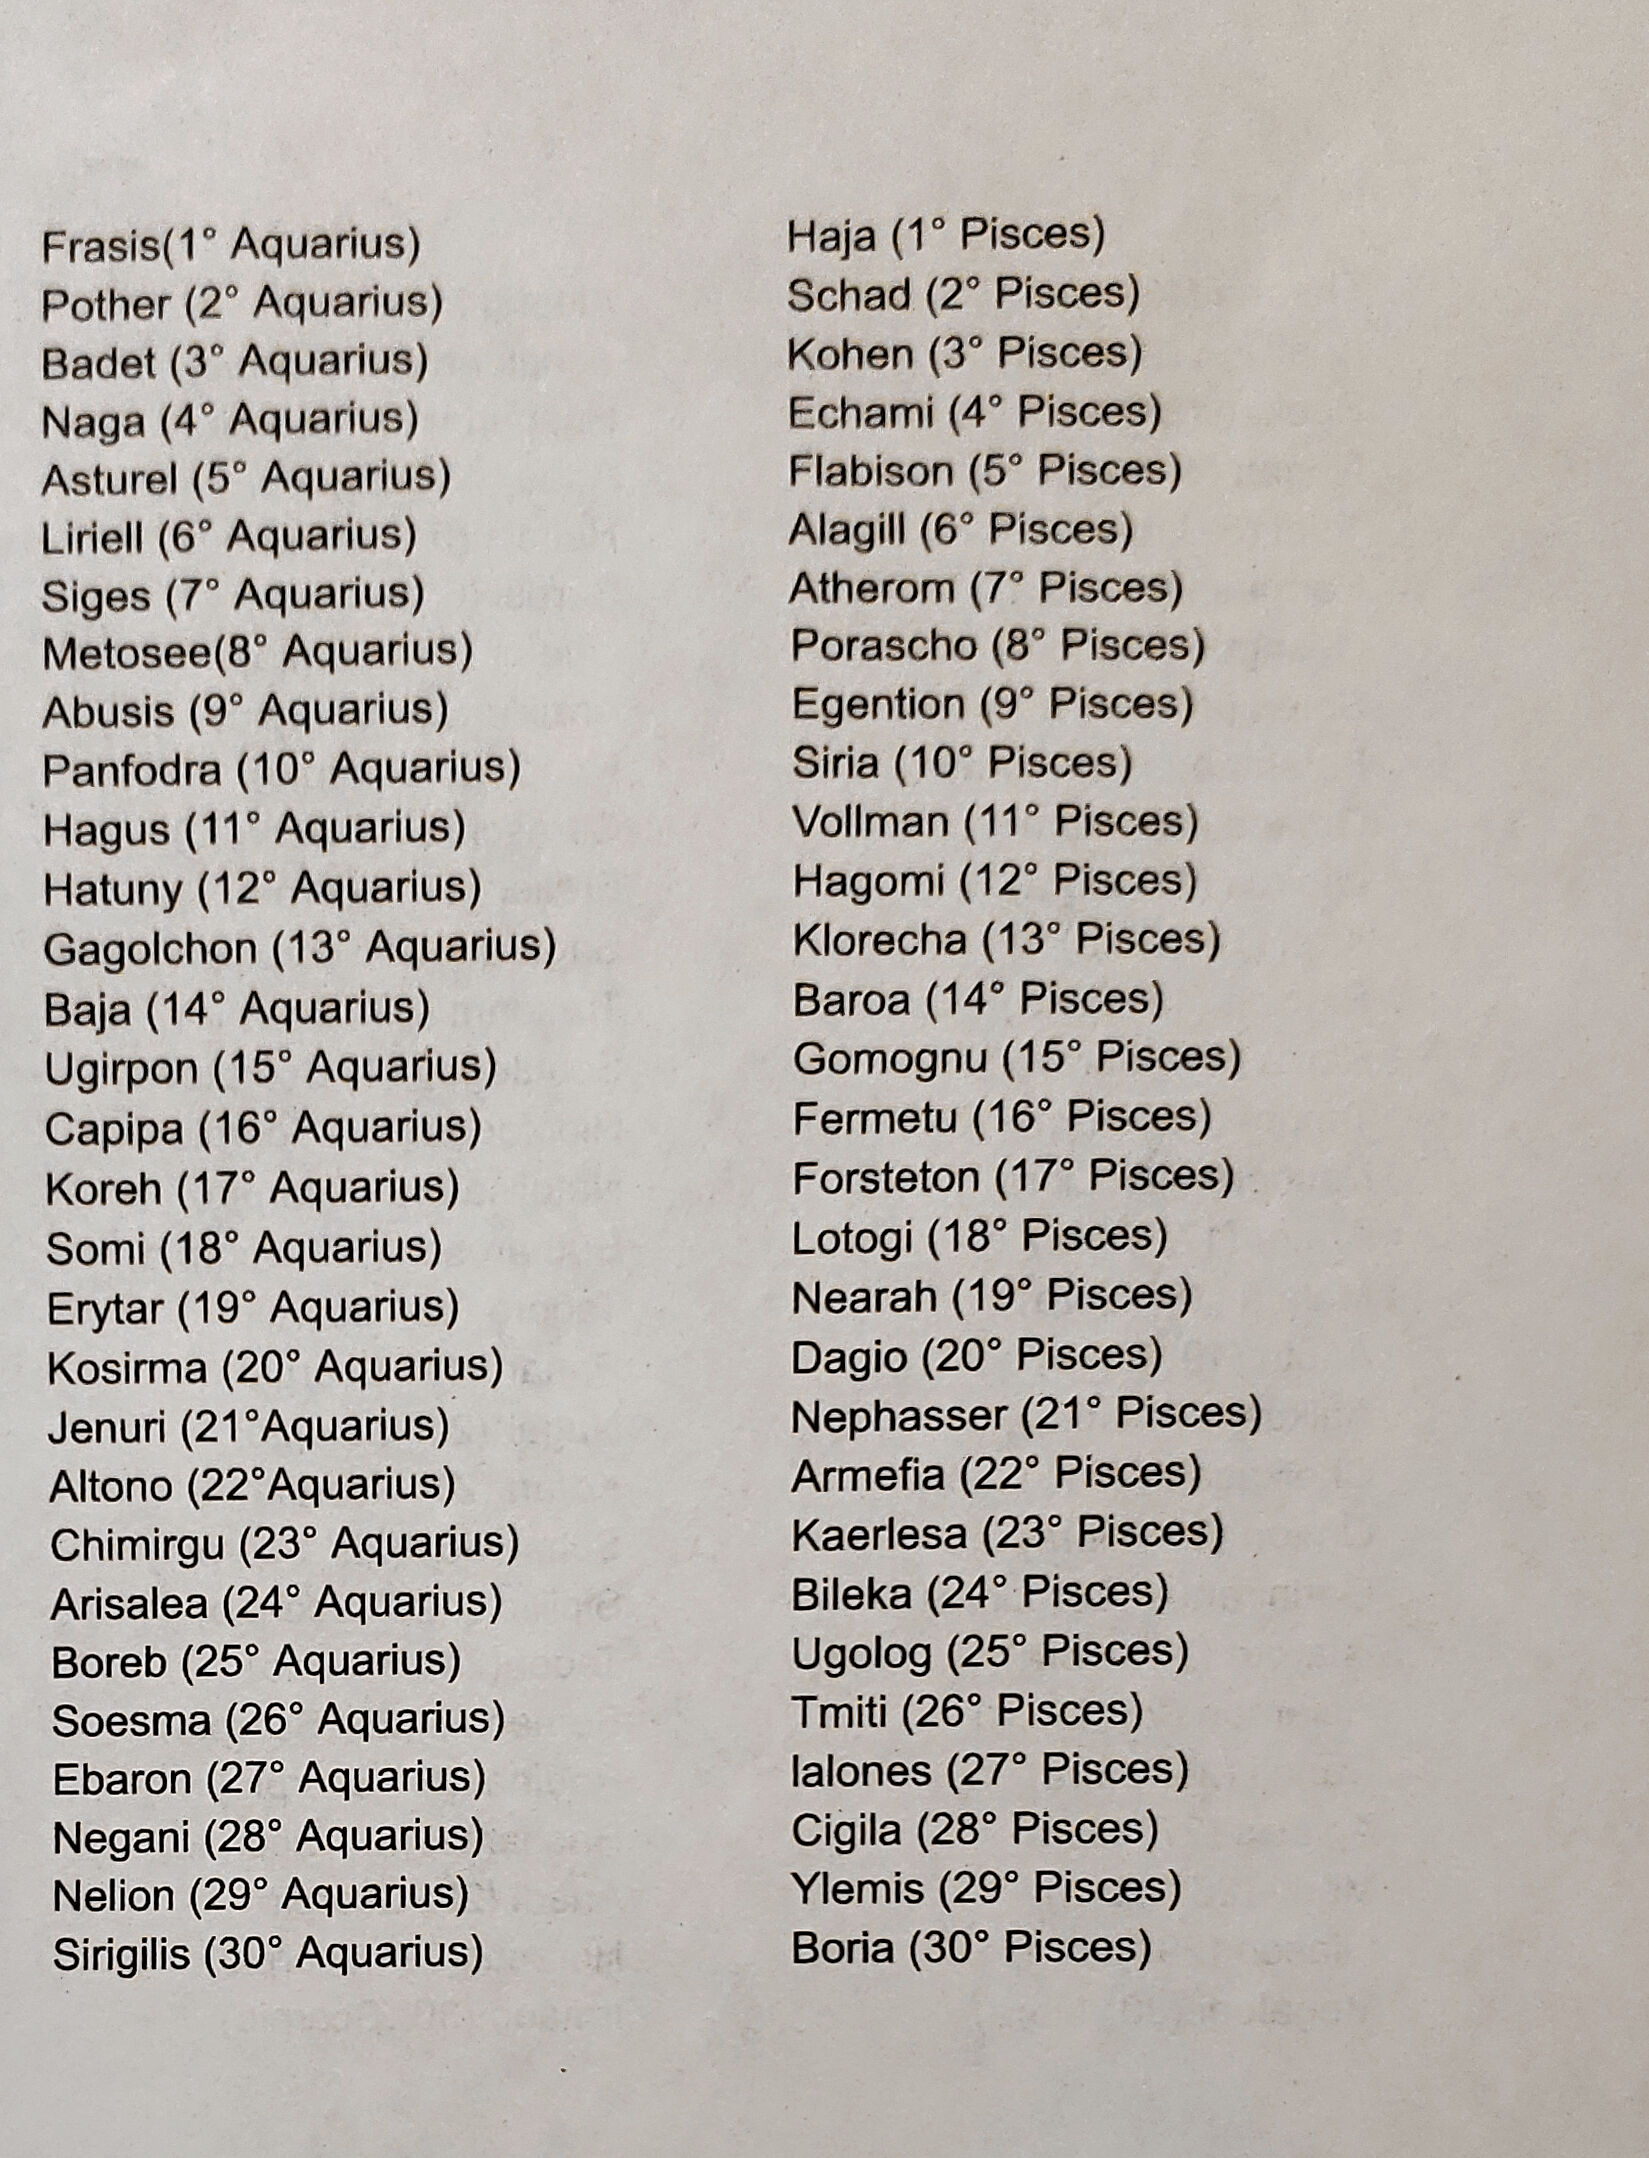 Frasis(1° Aquarius)
Pother (2° Aquarius)
Badet (3° Aquarius)
Naga (4° Aquarius)
Asturel (5° Aquarius)
Liriell (6° Aquarius)
Siges (7° Aquarius)
Metosee(8° Aquarius)
Abusis (9° Aquarius)
Panfodra (10° Aquarius)
Hagus (11° Aquarius)
Hatuny (12° Aquarius)
Gagolchon (13° Aquarius)
Baja (14° Aquarius)
Ugirpon (15° Aquarius)
Capipa (16° Aquarius)
Koreh (17° Aquarius)
Somi (18° Aquarius)
Erytar (19° Aquarius)
Kosirma (20° Aquarius)
Jenuri (21°Aquarius)
Altono (22°Aquarius)
Chimirgu (23° Aquarius)
Arisalea (24° Aquarius)
Boreb (25° Aquarius)
Soesma (26° Aquarius)
Ebaron (27° Aquarius)
Negani (28° Aquarius)
Nelion (29° Aquarius)
Sirigilis (30° Aquarius)
Haja (1° Pisces)
Schad (2° Pisces)
Kohen (3° Pisces)
Echami (4° Pisces)
Flabison (5° Pisces)
Alagill (6° Pisces)
Atherom (7° Pisces)
Porascho (8° Pisces)
Egention (9° Pisces)
Siria (10° Pisces)
Vollman (11° Pisces)
Hagomi (12° Pisces)
Klorecha (13° Pisces)
Baroa (14° Pisces)
Gomognu (15° Pisces)
Fermetu (16° Pisces)
Forsteton (17° Pisces)
Lotogi (18° Pisces)
Nearah (19° Pisces)
Dagio (20° Pisces)
Nephasser (21° Pisces)
Armefia (22° Pisces)
Kaerlesa (23° Pisces)
Bileka (24° Pisces)
Ugolog (25° Pisces)
Tmiti (26° Pisces)
Ialones (27° Pisces)
Cigila (28° Pisces)
Ylemis (29° Pisces)
Boria (30° Pisces)